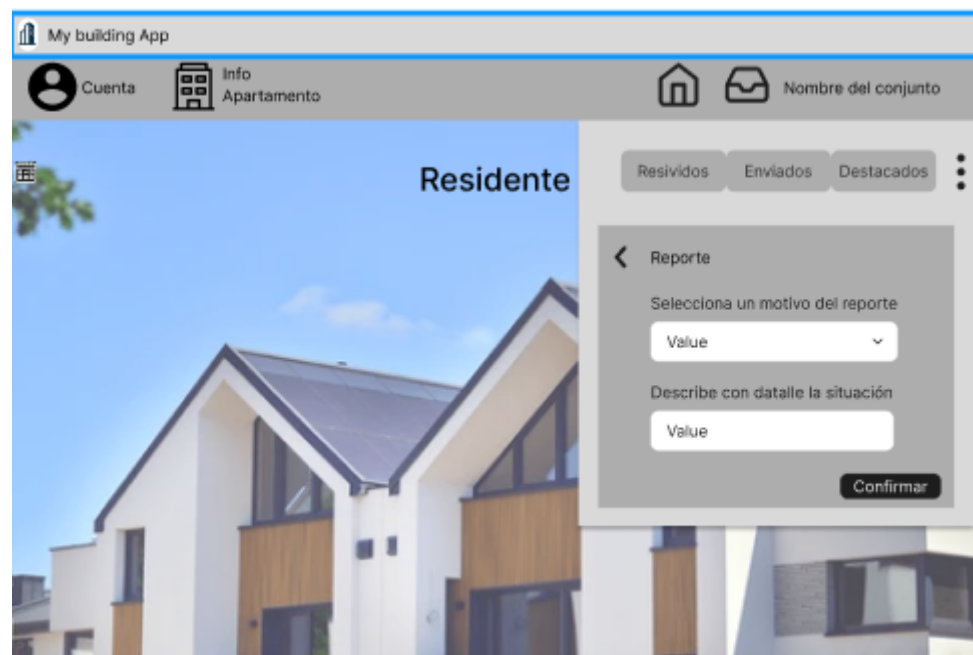 My building App
Cuenta
Info
Apartamento
Nombre del conjunto
Residente
Resividos
Enviados
Destacados
Reporte
Selecciona un motivo del reporte
Value
Describe con datalle la situación
Value
Confirmar